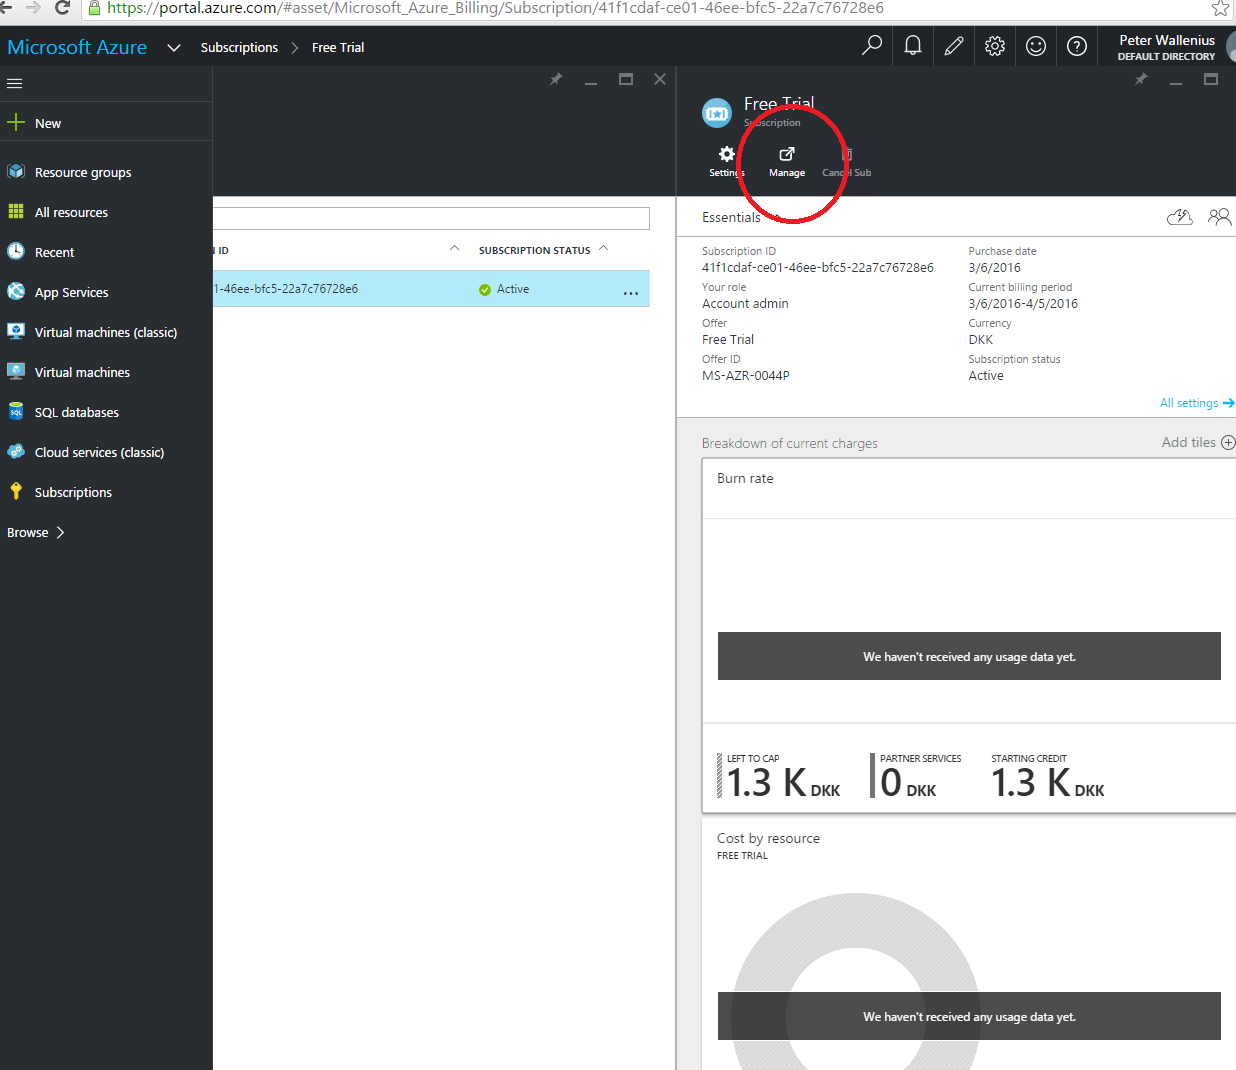 https://portal.azure.com/#asset/Microsoft_Azure_Billing/Subscription/41f1cdaf-ce01-46ee-bfc5-22a7c76728e6
Microsoft Azure Subscriptions > Free Trial
Peter Wallenius
DEFAULT DIRECTORY
New
Resource groups
All resources
Recent
App Services
Virtual machines (classic)
Virtual machines
SQL databases
Cloud services (classic)
Subscriptions
Browse >
ID SUBSCRIPTION STATUS
1-46ee-bfc5-22a7c76728e6 Active ...
Free Trial
Subscription
Settings Manage Cancel Sub
Essentials
Subscription ID
41f1cdaf-ce01-46ee-bfc5-22a7c76728e6
Your role
Account admin
Offer
Free Trial
Offer ID
MS-AZR-0044P
Purchase date
3/6/2016
Current billing period
3/6/2016-4/5/2016
Currency
DKK
Subscription status
Active
All settings
Breakdown of current charges Add tiles
Burn rate
We haven't received any usage data yet.
LEFT TO CAP
1.3 K DKK
PARTNER SERVICES
0 DKK
STARTING CREDIT
1.3 K DKK
Cost by resource
FREE TRIAL
We haven't received any usage data yet.